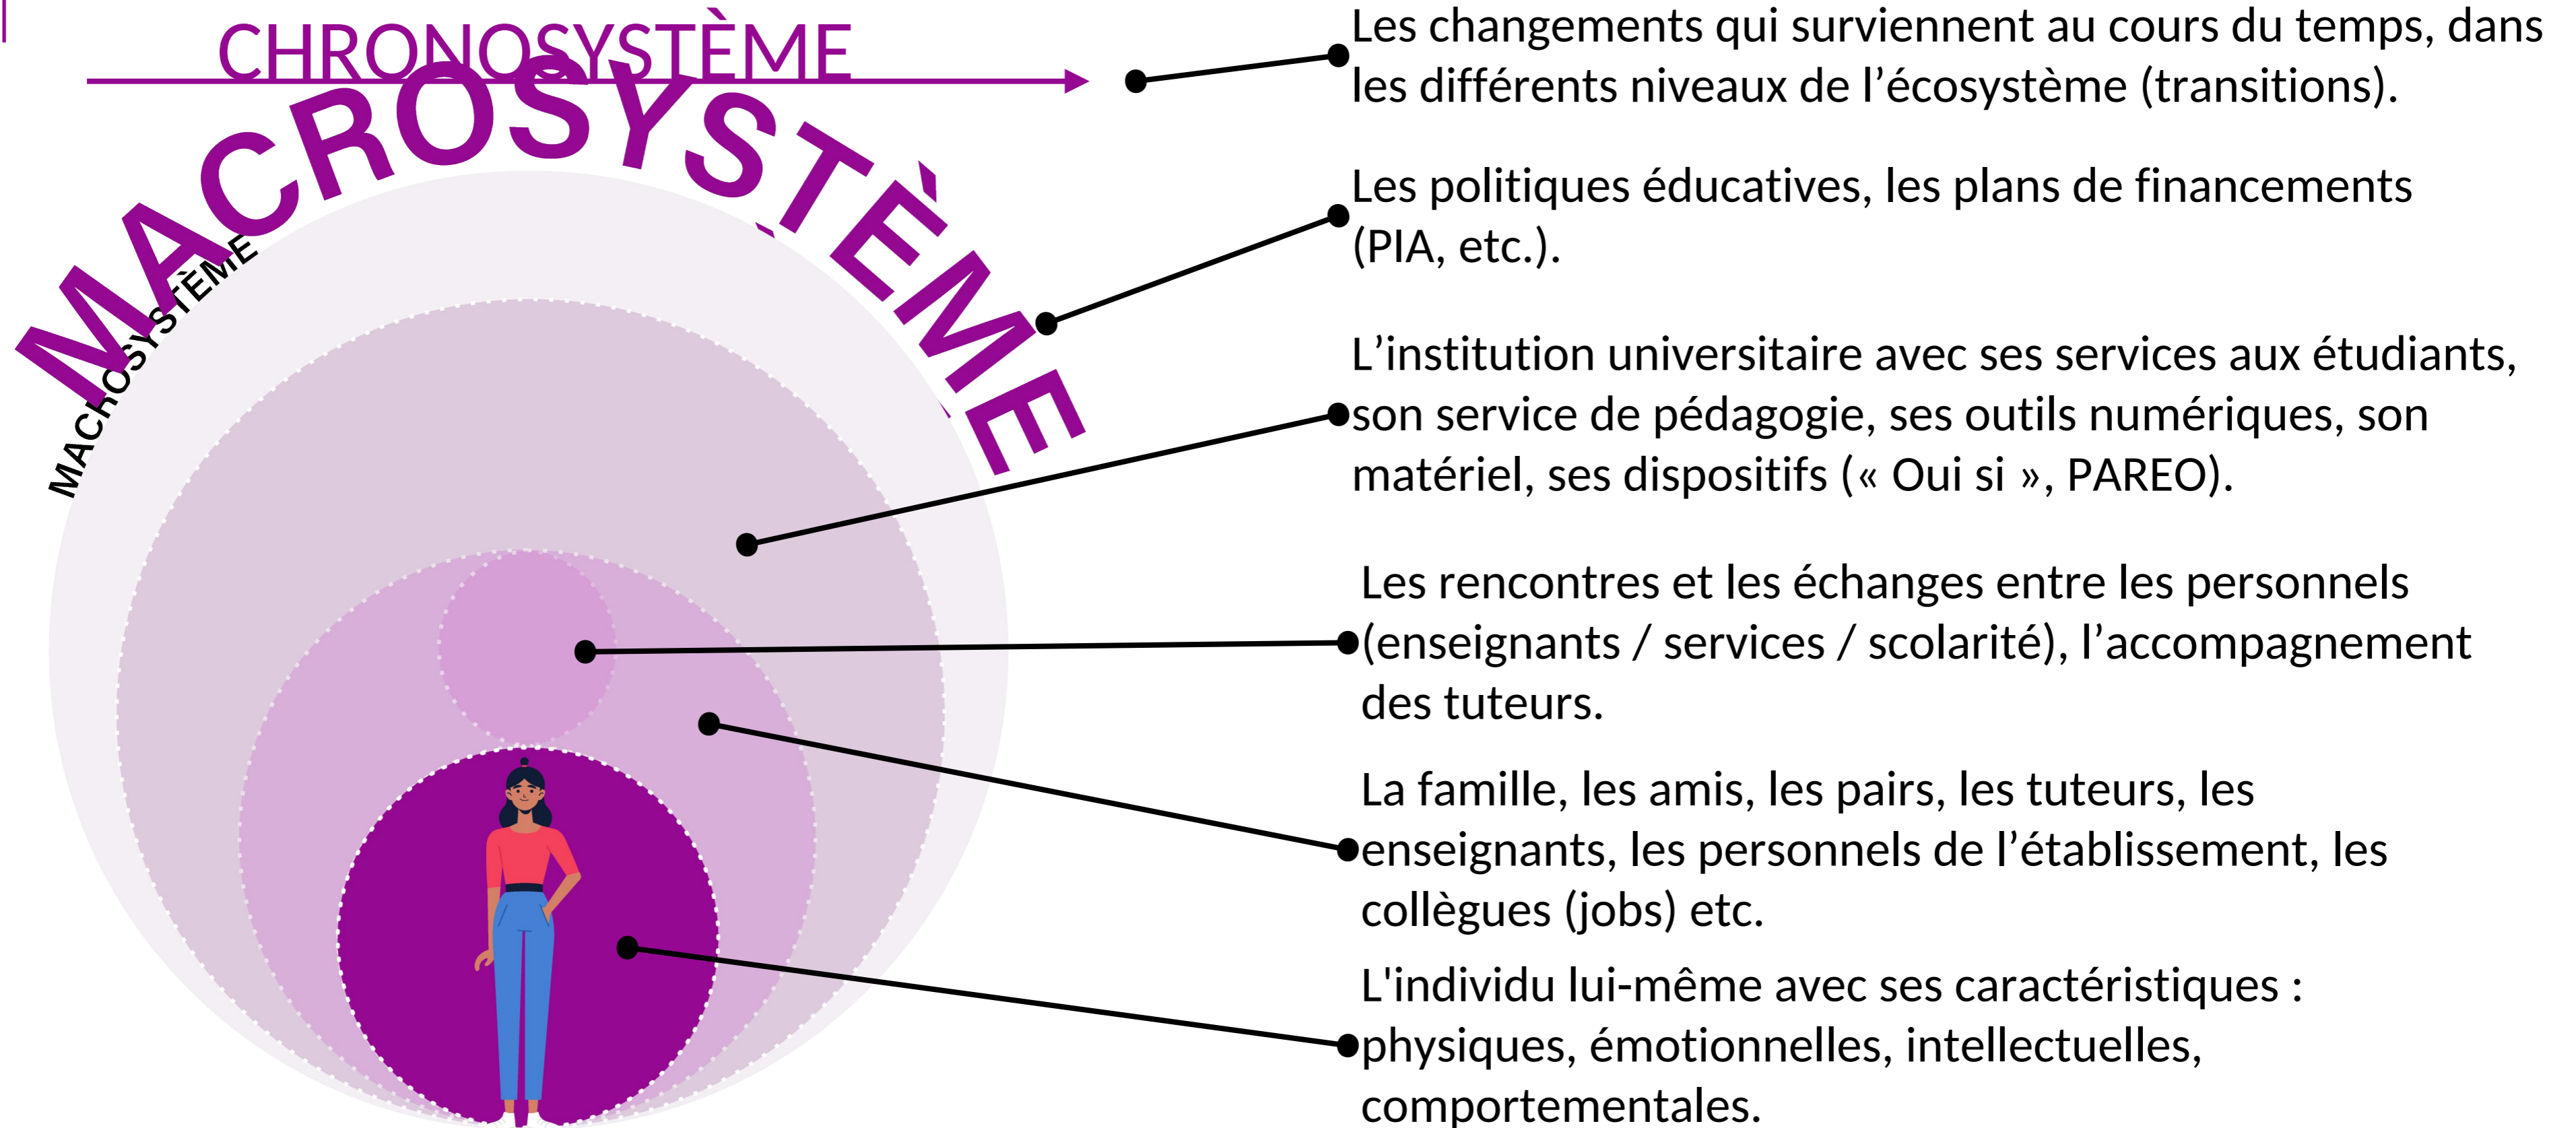 CHRONOSYSTÈME
MACROSYSTÈME
MACROSYSTÈME
Les changements qui surviennent au cours du temps, dans
les différents niveaux de l’écosystème (transitions).
Les politiques éducatives, les plans de financements
(PIA, etc.).
L’institution universitaire avec ses services aux étudiants,
son service de pédagogie, ses outils numériques, son
matériel, ses dispositifs (« Oui si », PAREO).
Les rencontres et les échanges entre les personnels
(enseignants / services / scolarité), l’accompagnement
des tuteurs.
La famille, les amis, les pairs, les tuteurs, les
enseignants, les personnels de l’établissement, les
collègues (jobs) etc.
L'individu lui-même avec ses caractéristiques :
physiques, émotionnelles, intellectuelles,
comportementales.